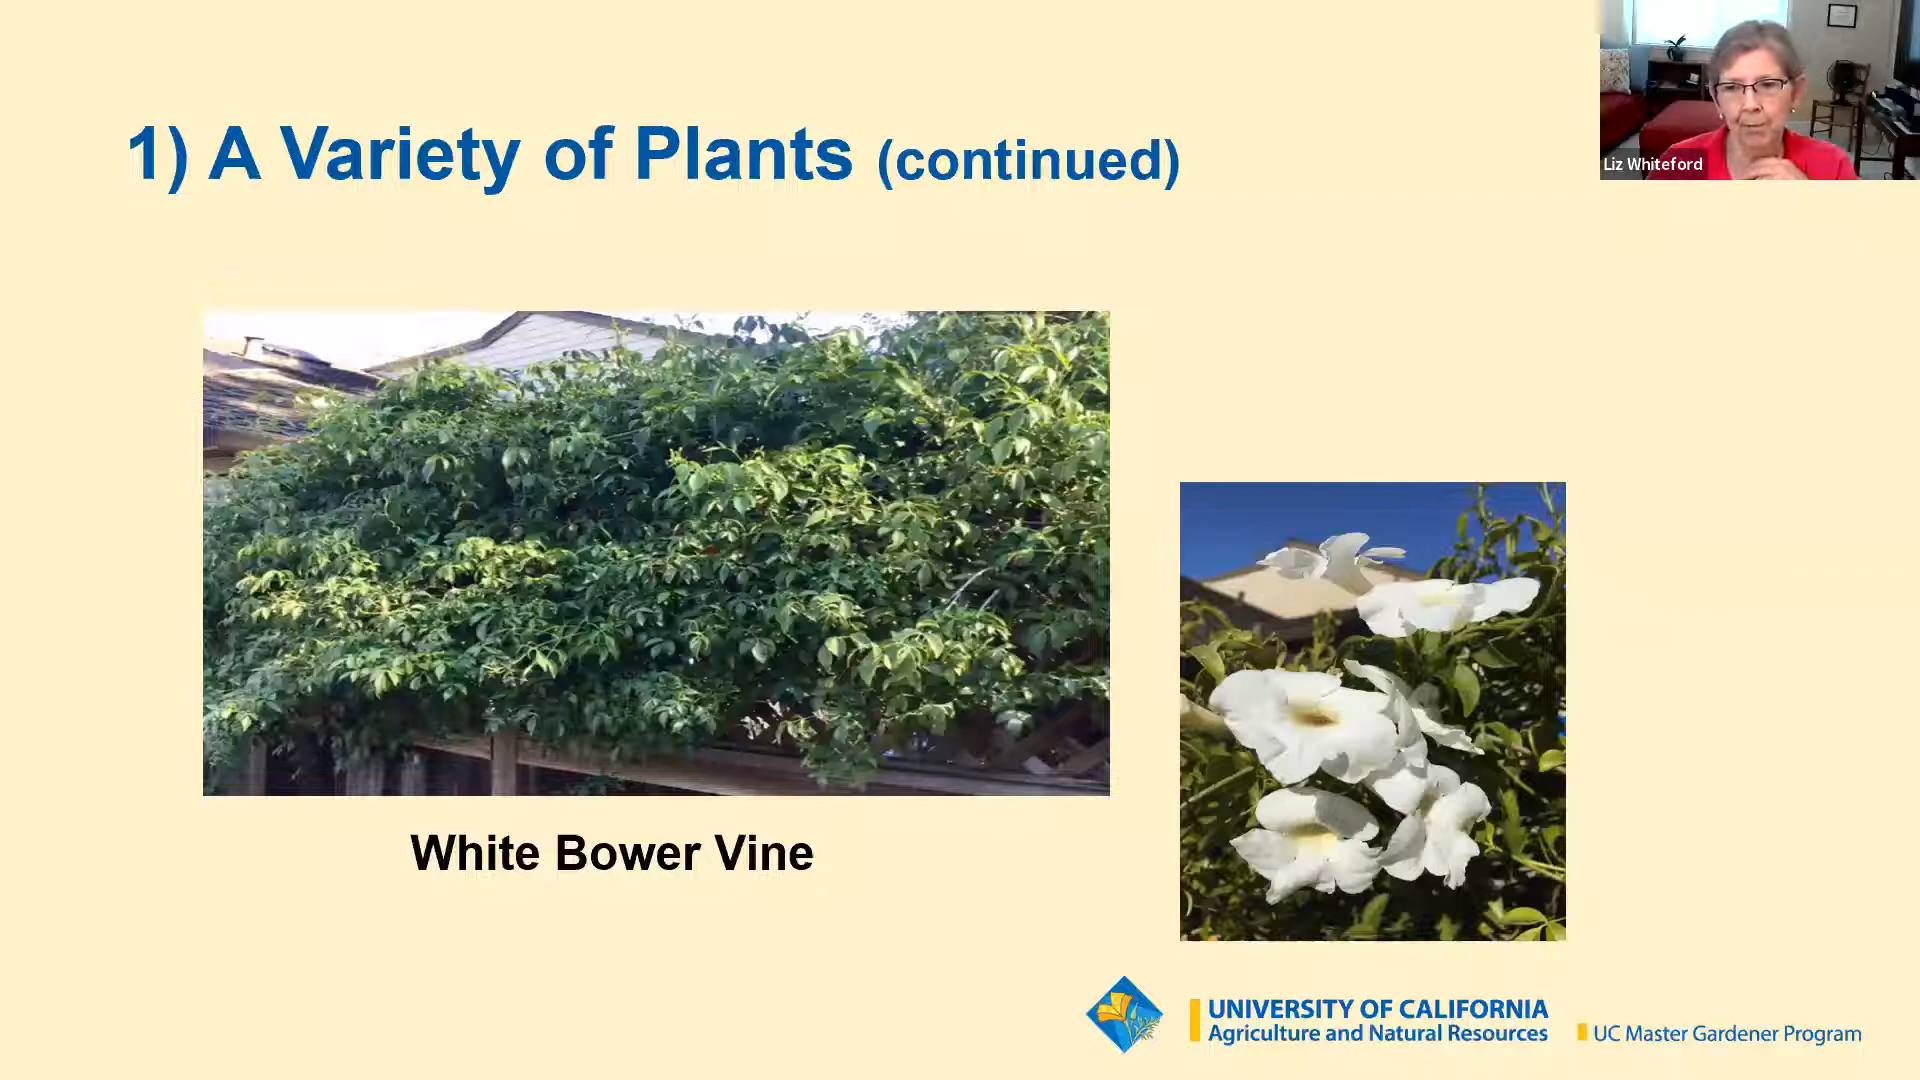 1) A Variety of Plants (continued)
Liz Whiteford
White Bower Vine
UNIVERSITY OF CALIFORNIA
Agriculture and Natural Resources
UC Master Gardener Program